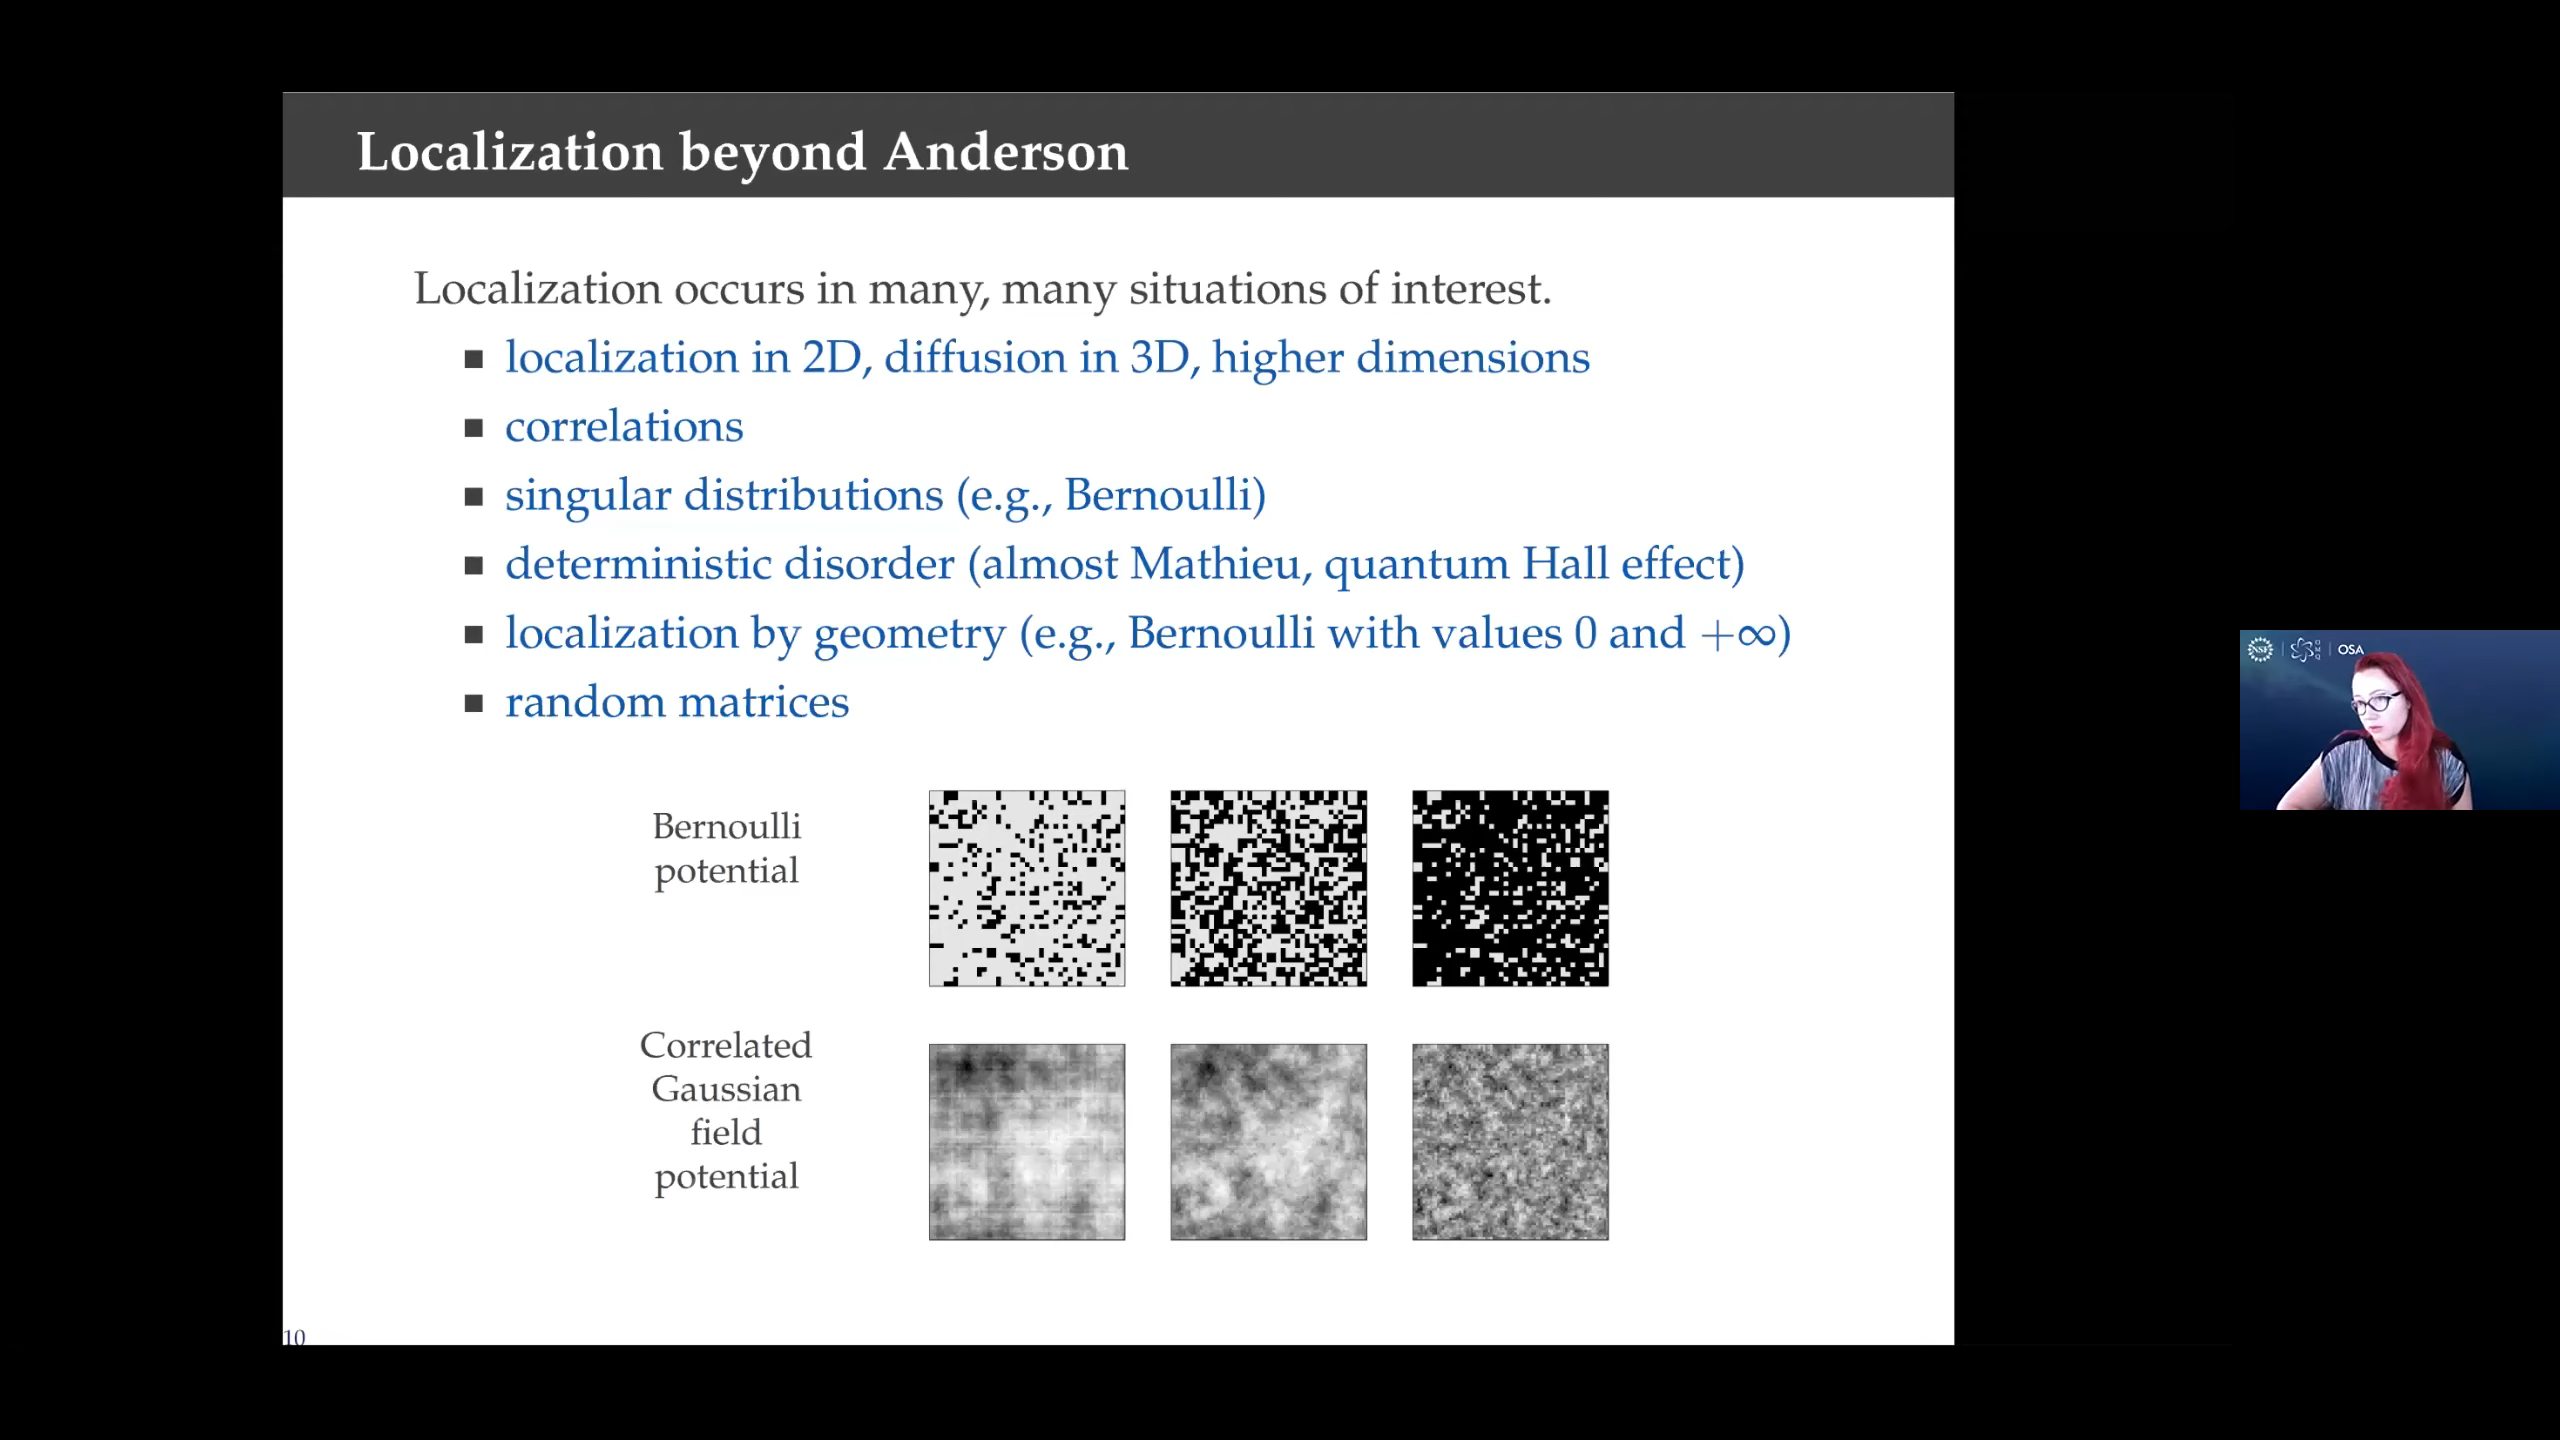 Localization beyond Anderson
Localization occurs in many, many situations of interest.
■ localization in 2D, diffusion in 3D, higher dimensions
■ correlations
■ singular distributions (e.g., Bernoulli)
■ deterministic disorder (almost Mathieu, quantum Hall effect)
■ localization by geometry (e.g., Bernoulli with values 0 and +∞)
■ random matrices
Bernoulli
potential
Correlated
Gaussian
field
potential
10
NSF
OSA